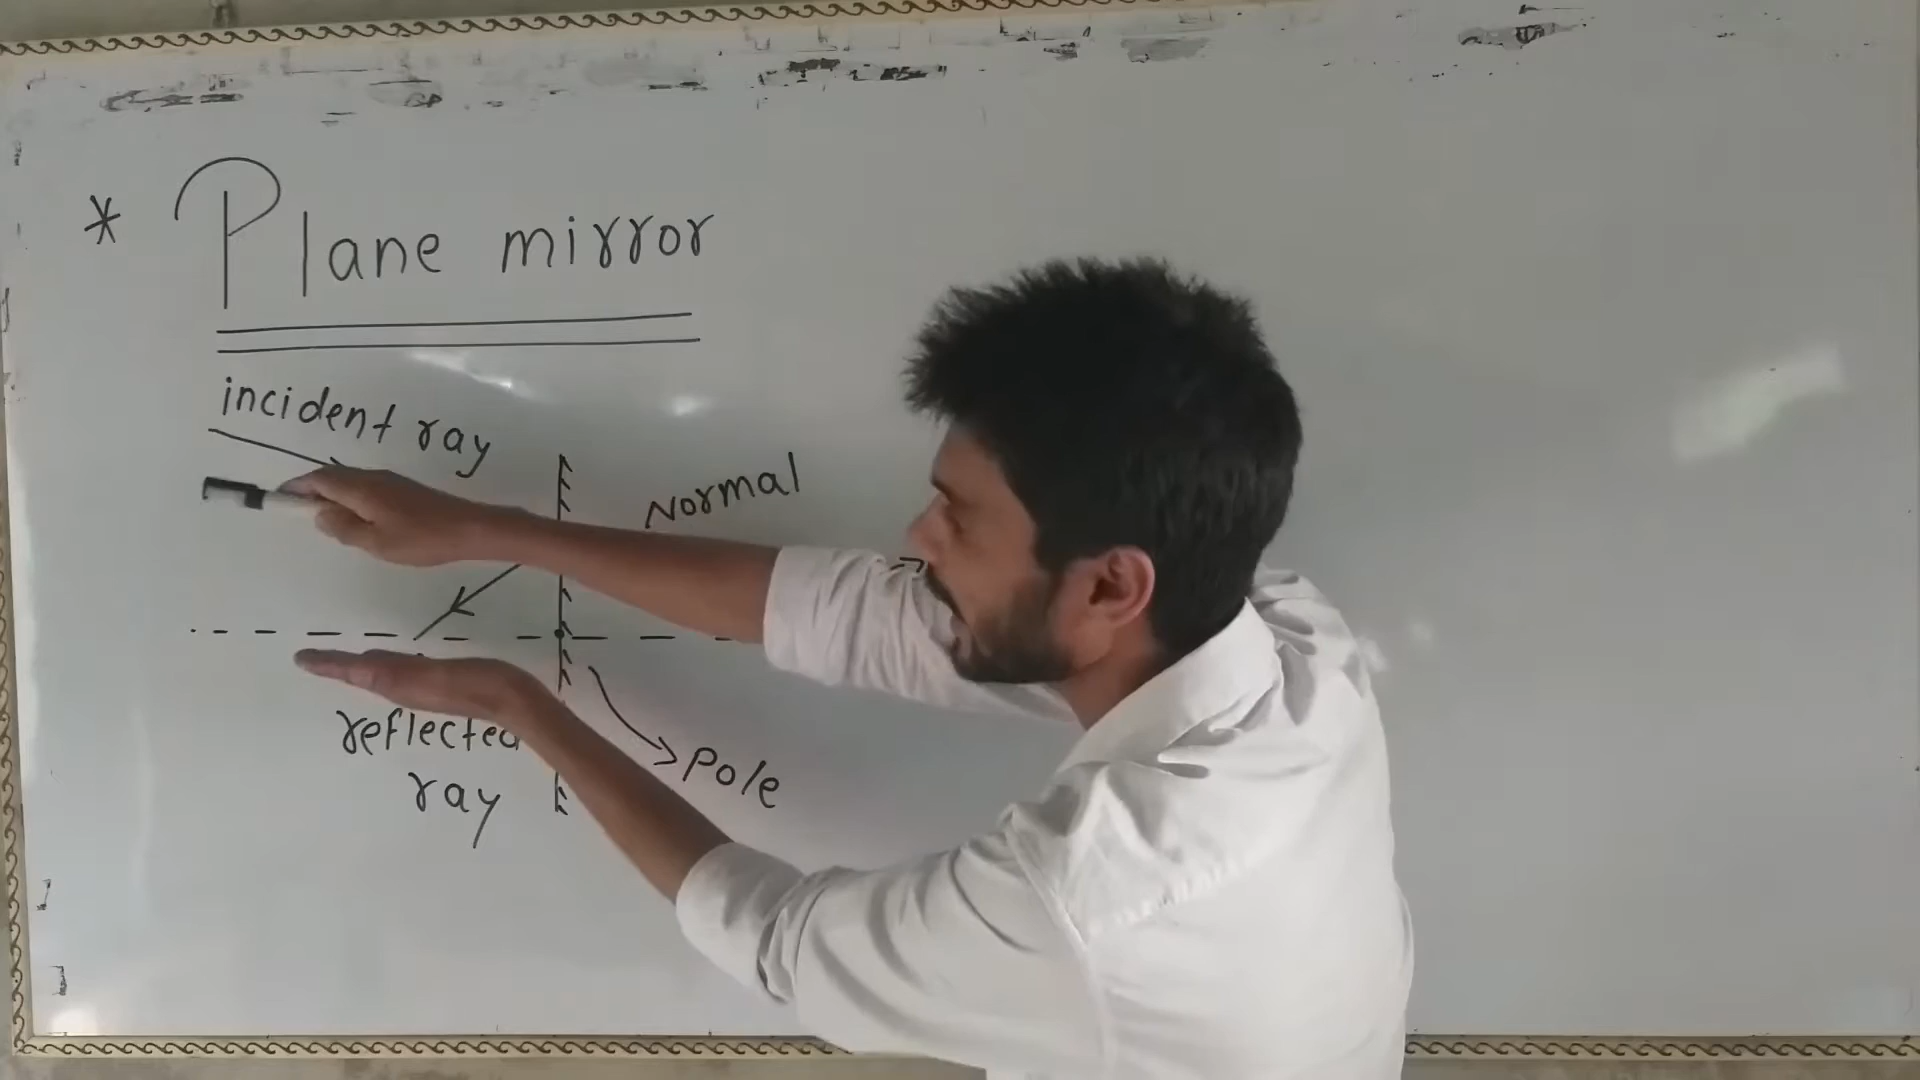 * Plane mirror
incident ray
Normal
reflected
ray
Pole